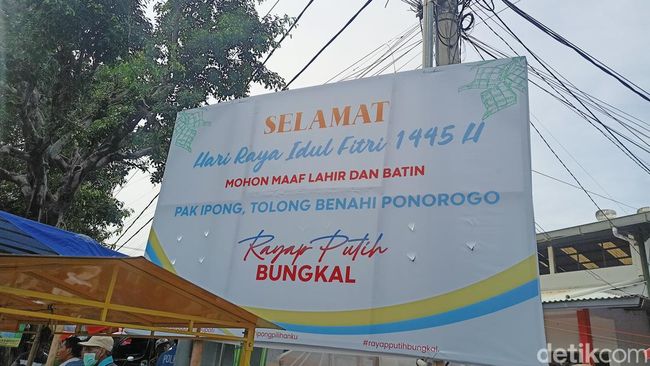 SELAMAT
Hari Raya Idul Fitri 1445 H
MOHON MAAF LAHIR DAN BATIN
PAK IPONG, TOLONG BENAHI PONOROGO
Rayap Putih
BUNGKAL
ipongpilihanku
#rayapputihbungkal
detikcom